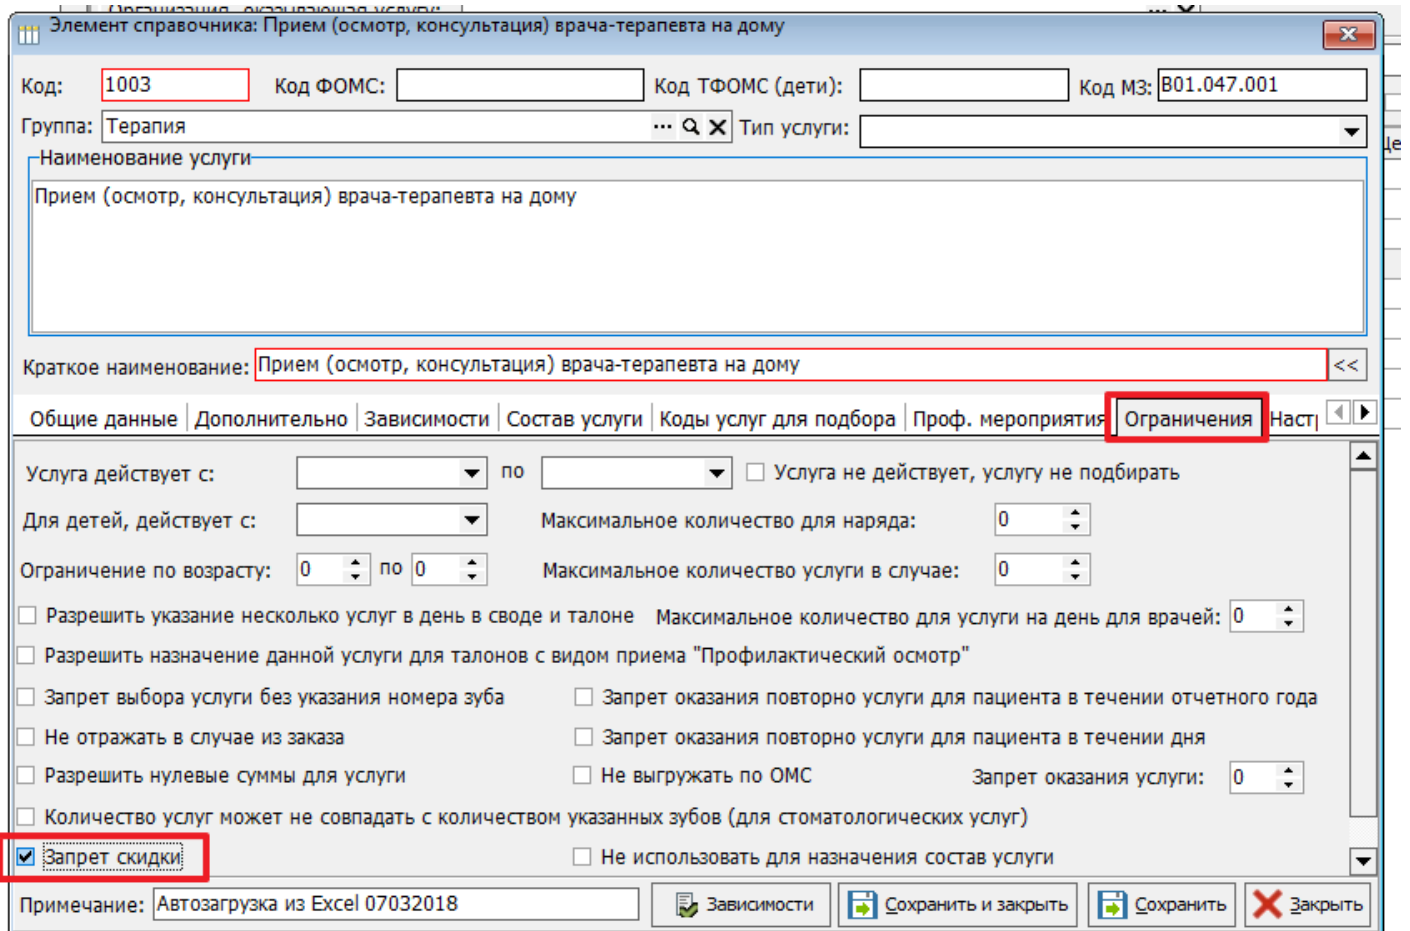 Организация, оказывающая услугу:
Элемент справочника: Прием (осмотр, консультация) врача-терапевта на дому
Код: 1003 Код ФОМС: Код ТФОМС (дети): Код МЗ: B01.047.001
Группа: Терапия ... Тип услуги:
Наименование услуги
Прием (осмотр, консультация) врача-терапевта на дому
Краткое наименование: Прием (осмотр, консультация) врача-терапевта на дому <<
Общие данные Дополнительно Зависимости Состав услуги Коды услуг для подбора Проф. мероприятия Ограничения Наст
Услуга действует с: по Услуга не действует, услугу не подбирать
Для детей, действует с: Максимальное количество для наряда: 0
Ограничение по возрасту: 0 по 0 Максимальное количество услуги в случае: 0
Разрешить указание несколько услуг в день в своде и талоне Максимальное количество для услуги на день для врачей: 0
Разрешить назначение данной услуги для талонов с видом приема "Профилактический осмотр"
Запрет выбора услуги без указания номера зуба Запрет оказания повторно услуги для пациента в течении отчетного года
Не отражать в случае из заказа Запрет оказания повторно услуги для пациента в течении дня
Разрешить нулевые суммы для услуги Не выгружать по ОМС Запрет оказания услуги: 0
Количество услуг может не совпадать с количеством указанных зубов (для стоматологических услуг)
Запрет скидки Не использовать для назначения состав услуги
Примечание: Автозагрузка из Excel 07032018 Зависимости Сохранить и закрыть Сохранить Закрыть